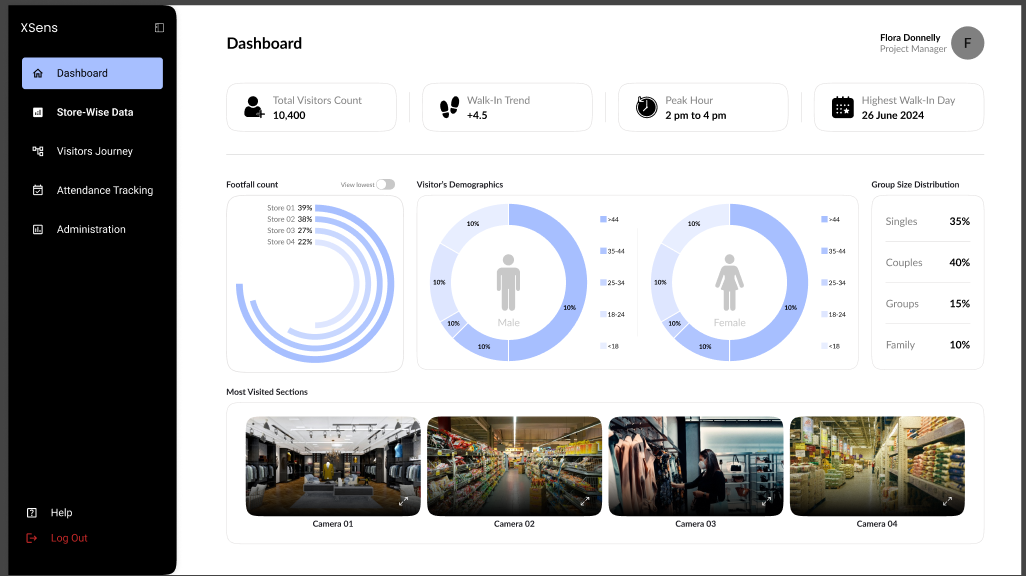 XSens
Dashboard
Store-Wise Data
Visitors Journey
Attendance Tracking
Administration
Help
Log Out
Dashboard
Flora Donnelly
Project Manager
F
Total Visitors Count
10,400
Walk-In Trend
+4.5
Peak Hour
2 pm to 4 pm
Highest Walk-In Day
26 June 2024
Footfall count
View lowest
Store 01 39%
Store 02 38%
Store 03 27%
Store 04 22%
Visitor's Demographics
10%
10%
10%
10%
10%
Male
>44
35-44
25-34
18-24
<18
10%
10%
10%
10%
10%
Female
>44
35-44
25-34
18-24
<18
Group Size Distribution
Singles 35%
Couples 40%
Groups 15%
Family 10%
Most Visited Sections
Camera 01
Camera 02
Camera 03
Camera 04